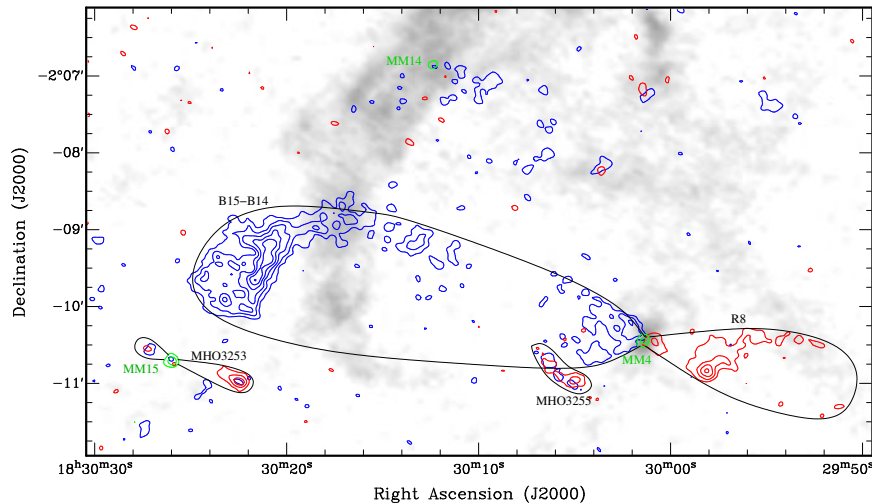 MM14
−2°07′
−08′
B15−B14
−09′
Declination (J2000)
−10′
R8
MHO3253
MM15
MM4
−11′
MHO3255
18h30m30s
30m20s
30m10s
30m00s
29m50s
Right Ascension (J2000)